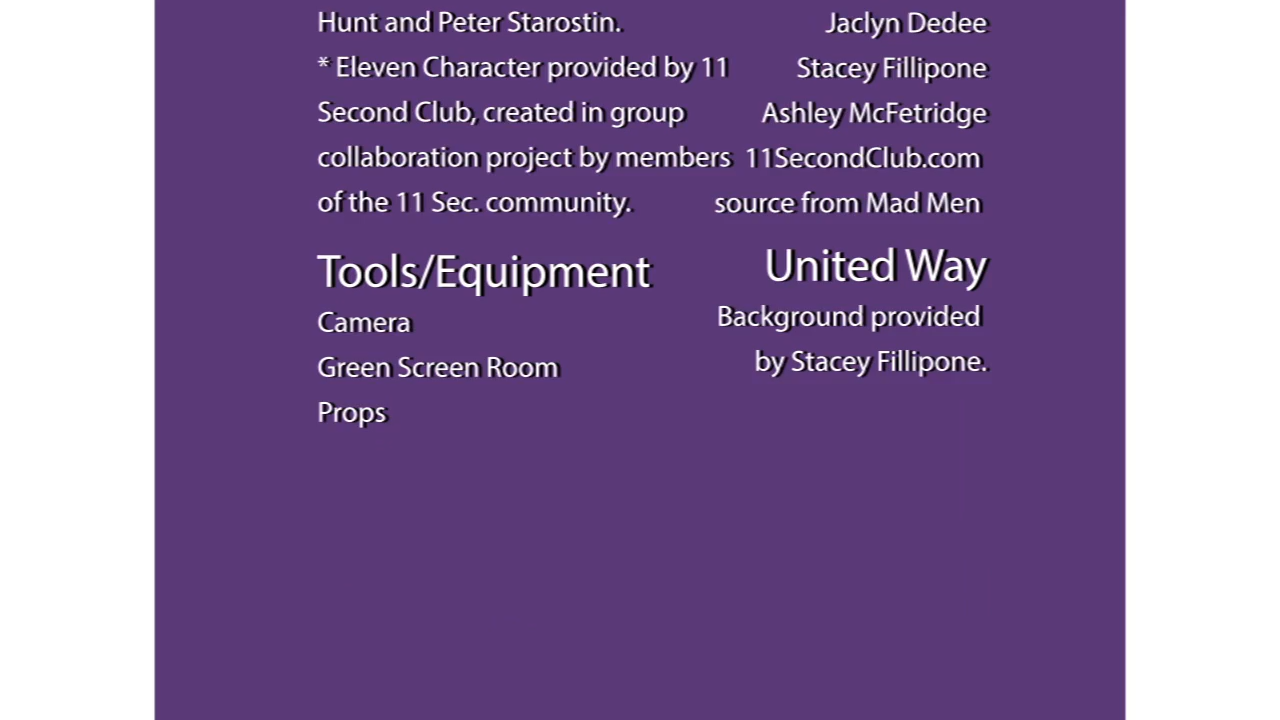 Hunt and Peter Starostin.
* Eleven Character provided by 11
Second Club, created in group
collaboration project by members
of the 11 Sec. community.
Tools/Equipment
Camera
Green Screen Room
Props
Jaclyn Dedee
Stacey Fillipone
Ashley McFetridge
11SecondClub.com
source from Mad Men
United Way
Background provided
by Stacey Fillipone.